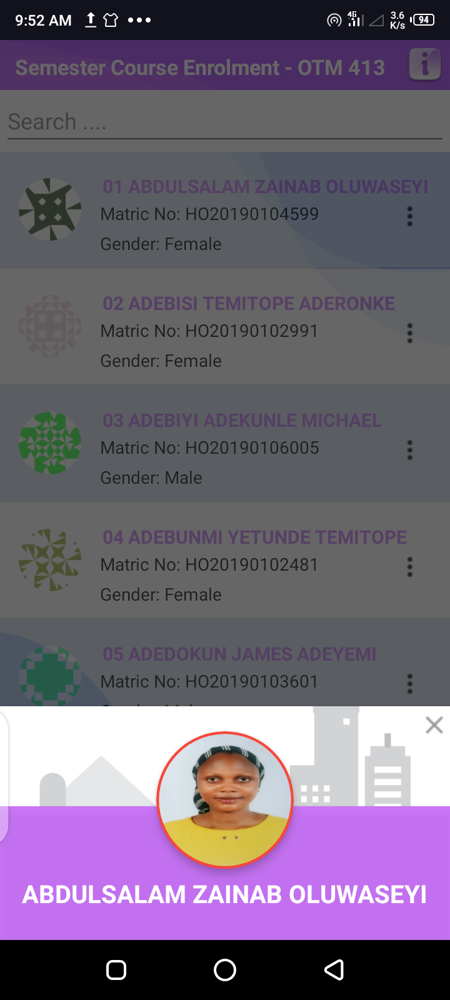 9:52 AM
4G
3.6
K/s
94
Semester Course Enrolment - OTM 413
Search ....
01 ABDULSALAM ZAINAB OLUWASEYI
Matric No: HO20190104599
Gender: Female
02 ADEBISI TEMITOPE ADERONKE
Matric No: HO20190102991
Gender: Female
03 ADEBIYI ADEKUNLE MICHAEL
Matric No: HO20190106005
Gender: Male
04 ADEBUNMI YETUNDE TEMITOPE
Matric No: HO20190102481
Gender: Female
05 ADEDOKUN JAMES ADEYEMI
Matric No: HO20190103601
ABDULSALAM ZAINAB OLUWASEYI